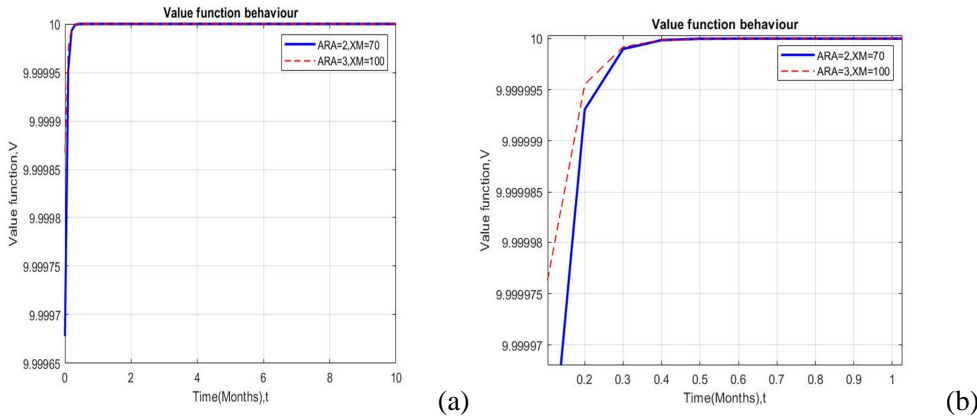 Value function behaviour
10
9.99995
9.9999
9.99985
9.9998
9.99975
9.9997
9.99965
Value function,V
ARA=2,XM=70
ARA=3,XM=100
0 2 4 6 8 10
Time(Months),t
(a)
Value function behaviour
10
9.999995
9.99999
9.999985
9.99998
9.999975
9.99997
Value function,V
ARA=2,XM=70
ARA=3,XM=100
0.2 0.3 0.4 0.5 0.6 0.7 0.8 0.9 1
Time(Months),t
(b)